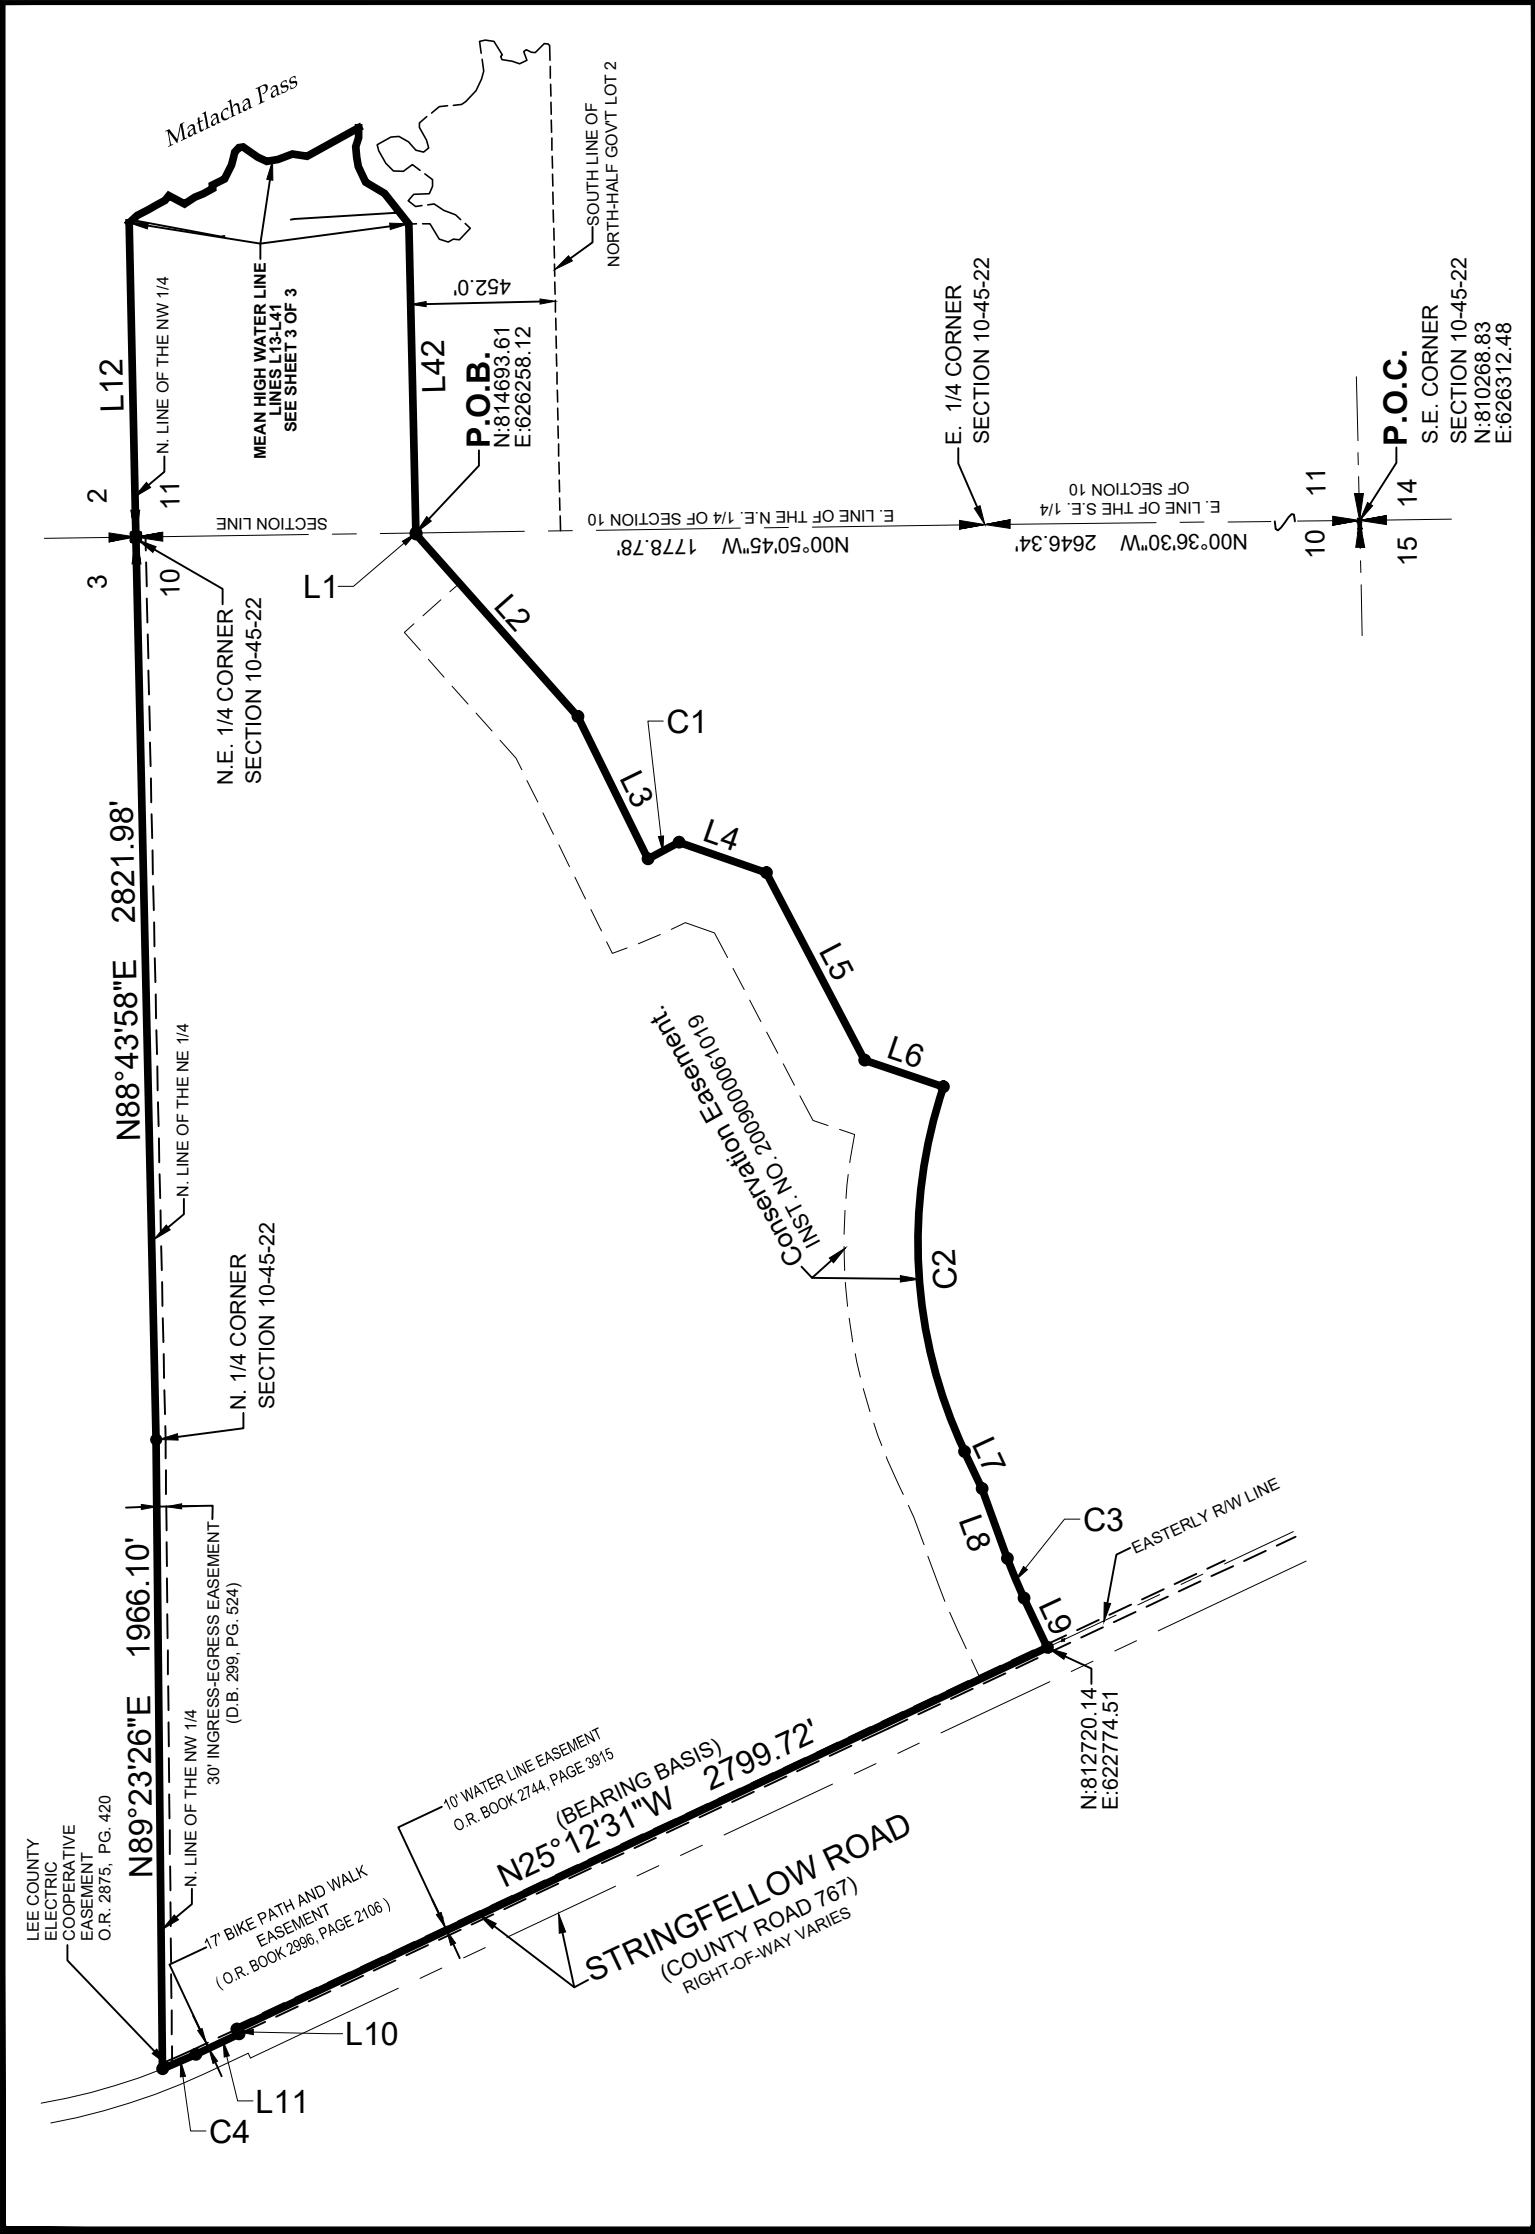 Matlacha Pass
L12
N. LINE OF THE NW 1/4
MEAN HIGH WATER LINE
LINES L13-L41
SEE SHEET 3 OF 3
SOUTH LINE OF
NORTH-HALF GOV'T LOT 2
452.0'
L42
P.O.B.
N:814693.61
E:626258.12
2
11
3
10
SECTION LINE
N.E. 1/4 CORNER
SECTION 10-45-22
L1
E. LINE OF THE N.E. 1/4 OF SECTION 10
N00°50'45"W 1778.78'
E. 1/4 CORNER
SECTION 10-45-22
E. LINE OF THE S.E. 1/4
OF SECTION 10
N00°36'30"W 2646.34'
10
11
15
14
P.O.C.
S.E. CORNER
SECTION 10-45-22
N:810268.83
E:626312.48
L2
L3
C1
L4
L5
L6
C2
L7
L8
C3
L9
N88°43'58"E 2821.98'
N. LINE OF THE NE 1/4
N. 1/4 CORNER
SECTION 10-45-22
Conservation Easement.
INST. NO. 2009000061019
EASTERLY R/W LINE
N:812720.14
E:622774.51
N89°23'26"E 1966.10'
N. LINE OF THE NW 1/4
30' INGRESS-EGRESS EASEMENT
(D.B. 299, PG. 524)
LEE COUNTY
ELECTRIC
COOPERATIVE
EASEMENT
O.R. 2875, PG. 420
17' BIKE PATH AND WALK
EASEMENT
( O.R. BOOK 2996, PAGE 2106 )
10' WATER LINE EASEMENT
O.R. BOOK 2744, PAGE 3915
(BEARING BASIS)
N25°12'31"W 2799.72'
STRINGFELLOW ROAD
(COUNTY ROAD 767)
RIGHT-OF-WAY VARIES
L10
L11
C4